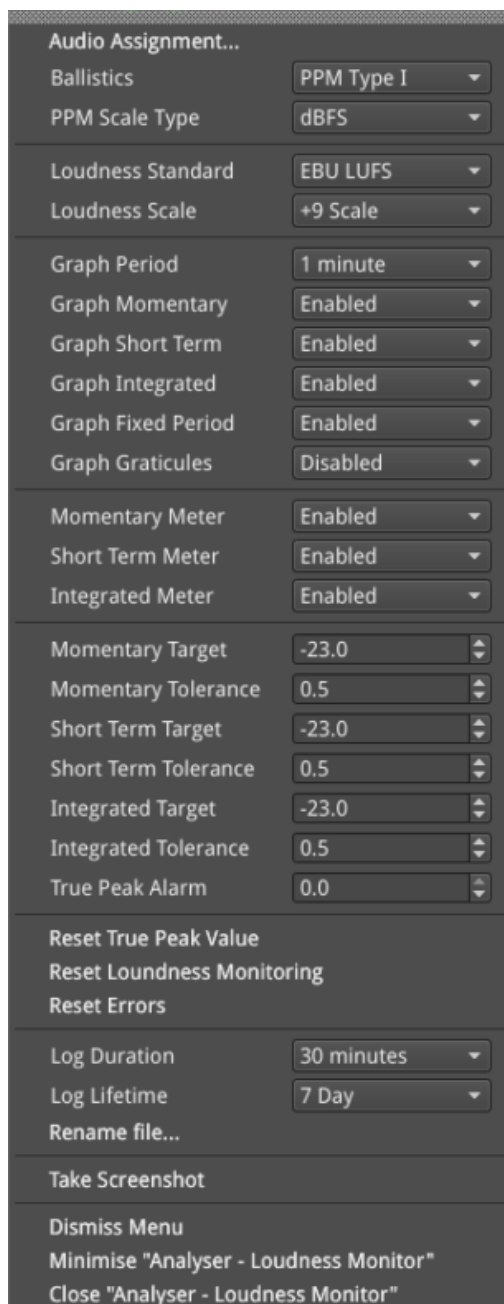 Audio Assignment...
Ballistics PPM Type I
PPM Scale Type dBFS
Loudness Standard EBU LUFS
Loudness Scale +9 Scale
Graph Period 1 minute
Graph Momentary Enabled
Graph Short Term Enabled
Graph Integrated Enabled
Graph Fixed Period Enabled
Graph Graticules Disabled
Momentary Meter Enabled
Short Term Meter Enabled
Integrated Meter Enabled
Momentary Target -23.0
Momentary Tolerance 0.5
Short Term Target -23.0
Short Term Tolerance 0.5
Integrated Target -23.0
Integrated Tolerance 0.5
True Peak Alarm 0.0
Reset True Peak Value
Reset Loundness Monitoring
Reset Errors
Log Duration 30 minutes
Log Lifetime 7 Day
Rename file...
Take Screenshot
Dismiss Menu
Minimise "Analyser - Loudness Monitor"
Close "Analyser - Loudness Monitor"